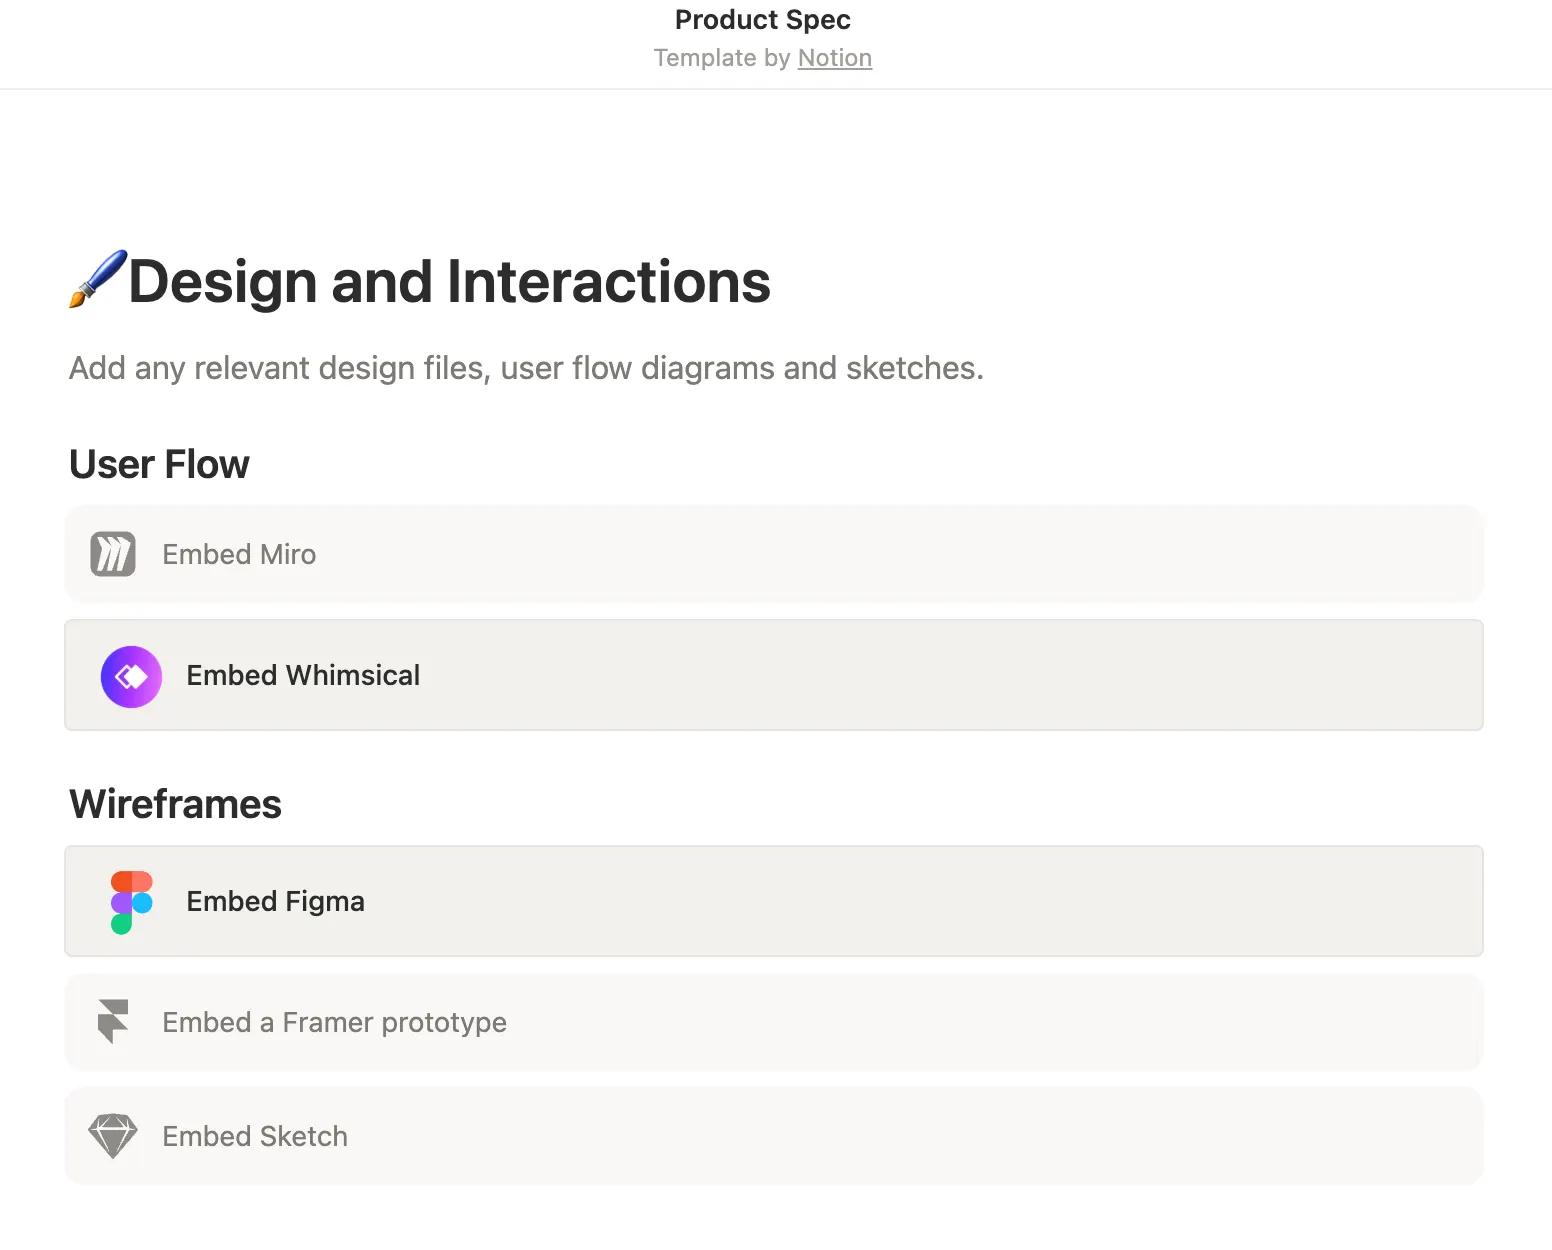 Product Spec
Template by Notion
🖌️Design and Interactions
Add any relevant design files, user flow diagrams and sketches.
User Flow
Embed Miro
Embed Whimsical
Wireframes
Embed Figma
Embed a Framer prototype
Embed Sketch